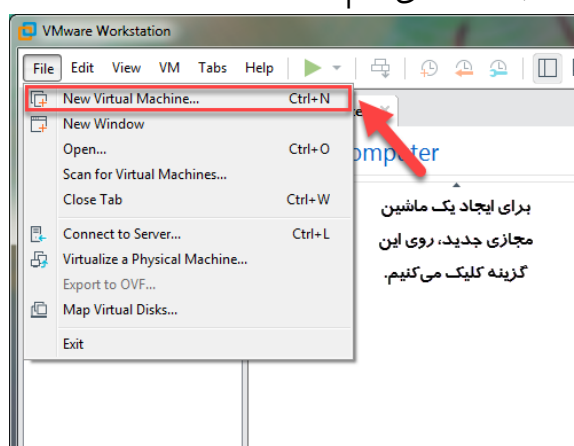 VMware Workstation
File Edit View VM Tabs Help
New Virtual Machine... Ctrl+N
New Window
Open... Ctrl+O
Scan for Virtual Machines...
Close Tab Ctrl+W
Connect to Server... Ctrl+L
Virtualize a Physical Machine...
Export to OVF...
Map Virtual Disks...
Exit
برای ایجاد یک ماشین
مجازی جدید، روی این
گزینه کلیک می‌کنیم.